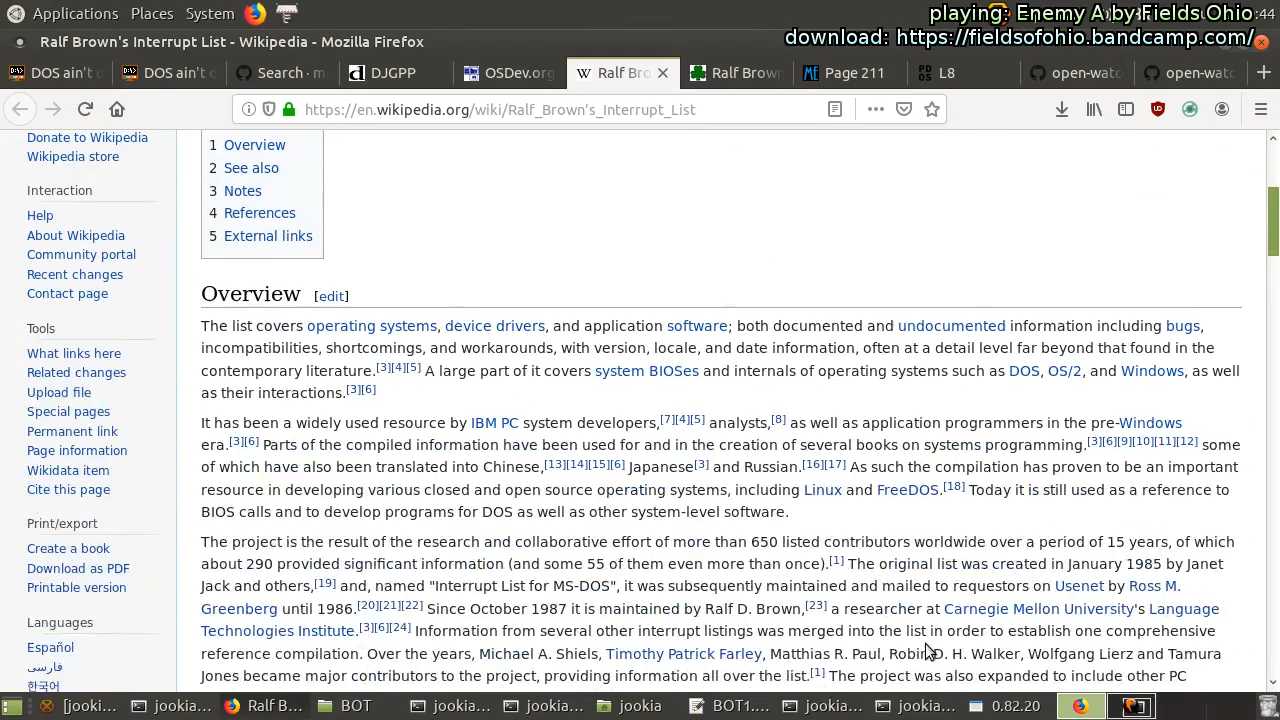 Applications Places System
playing: Enemy A by Fields Ohio
:44
Ralf Brown's Interrupt List - Wikipedia - Mozilla Firefox
download: https://fieldsofohio.bandcamp.com/
DOS ain't
DOS ain't
Search · m
DJGPP
OSDev.org
Ralf Bro
Ralf Brown
Page 211
L8
open-watc
open-watc
https://en.wikipedia.org/wiki/Ralf_Brown's_Interrupt_List
Donate to Wikipedia
Wikipedia store
Interaction
Help
About Wikipedia
Community portal
Recent changes
Contact page
Tools
What links here
Related changes
Upload file
Special pages
Permanent link
Page information
Wikidata item
Cite this page
Print/export
Create a book
Download as PDF
Printable version
Languages
Español
فارسی
한국어
1 Overview
2 See also
3 Notes
4 References
5 External links
Overview [edit]
The list covers operating systems, device drivers, and application software; both documented and undocumented information including bugs,
incompatibilities, shortcomings, and workarounds, with version, locale, and date information, often at a detail level far beyond that found in the
contemporary literature.[3][4][5] A large part of it covers system BIOSes and internals of operating systems such as DOS, OS/2, and Windows, as well
as their interactions.[3][6]
It has been a widely used resource by IBM PC system developers,[7][4][5] analysts,[8] as well as application programmers in the pre-Windows
era.[3][6] Parts of the compiled information have been used for and in the creation of several books on systems programming.[3][6][9][10][11][12] some
of which have also been translated into Chinese,[13][14][15][6] Japanese[3] and Russian.[16][17] As such the compilation has proven to be an important
resource in developing various closed and open source operating systems, including Linux and FreeDOS.[18] Today it is still used as a reference to
BIOS calls and to develop programs for DOS as well as other system-level software.
The project is the result of the research and collaborative effort of more than 650 listed contributors worldwide over a period of 15 years, of which
about 290 provided significant information (and some 55 of them even more than once).[1] The original list was created in January 1985 by Janet
Jack and others,[19] and, named "Interrupt List for MS-DOS", it was subsequently maintained and mailed to requestors on Usenet by Ross M.
Greenberg until 1986.[20][21][22] Since October 1987 it is maintained by Ralf D. Brown,[23] a researcher at Carnegie Mellon University's Language
Technologies Institute.[3][6][24] Information from several other interrupt listings was merged into the list in order to establish one comprehensive
reference compilation. Over the years, Michael A. Shiels, Timothy Patrick Farley, Matthias R. Paul, Robin D. H. Walker, Wolfgang Lierz and Tamura
Jones became major contributors to the project, providing information all over the list.[1] The project was also expanded to include other PC
[jooki...
jookia...
Ralf B...
BOT
jookia...
jookia...
jookia
BOT1....
jookia...
jookia...
0.82.20